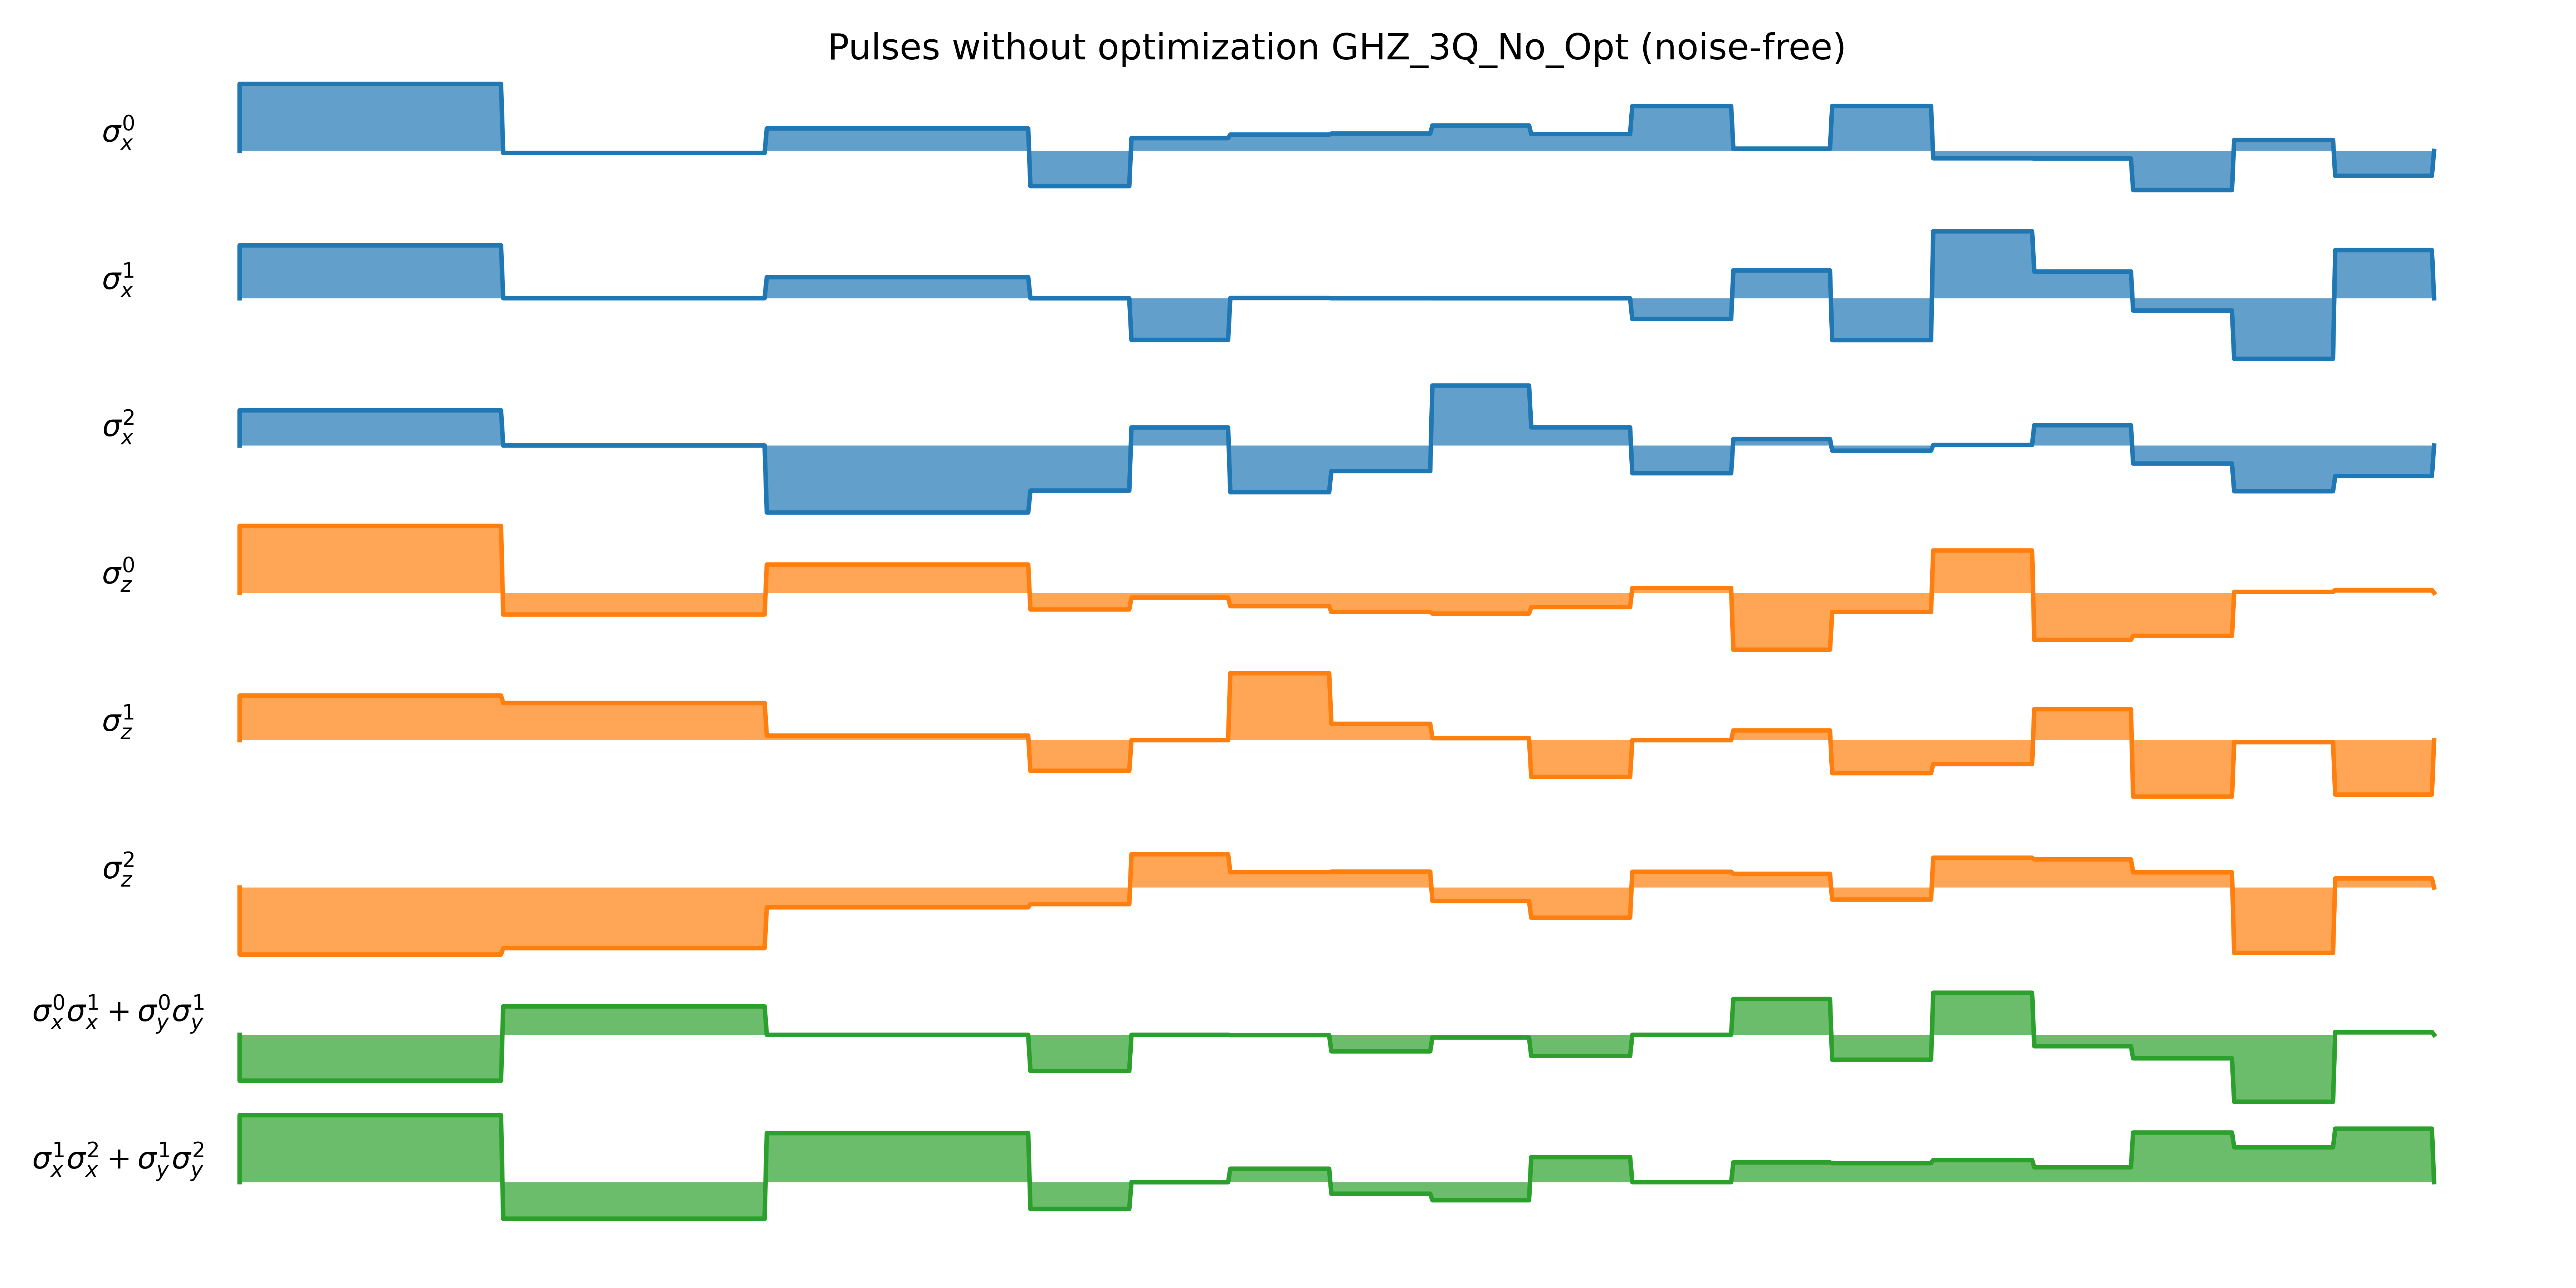 Pulses without optimization GHZ_3Q_No_Opt (noise-free)
σ_x^0
σ_x^1
σ_x^2
σ_z^0
σ_z^1
σ_z^2
σ_x^0σ_x^1 + σ_y^0σ_y^1
σ_x^1σ_x^2 + σ_y^1σ_y^2